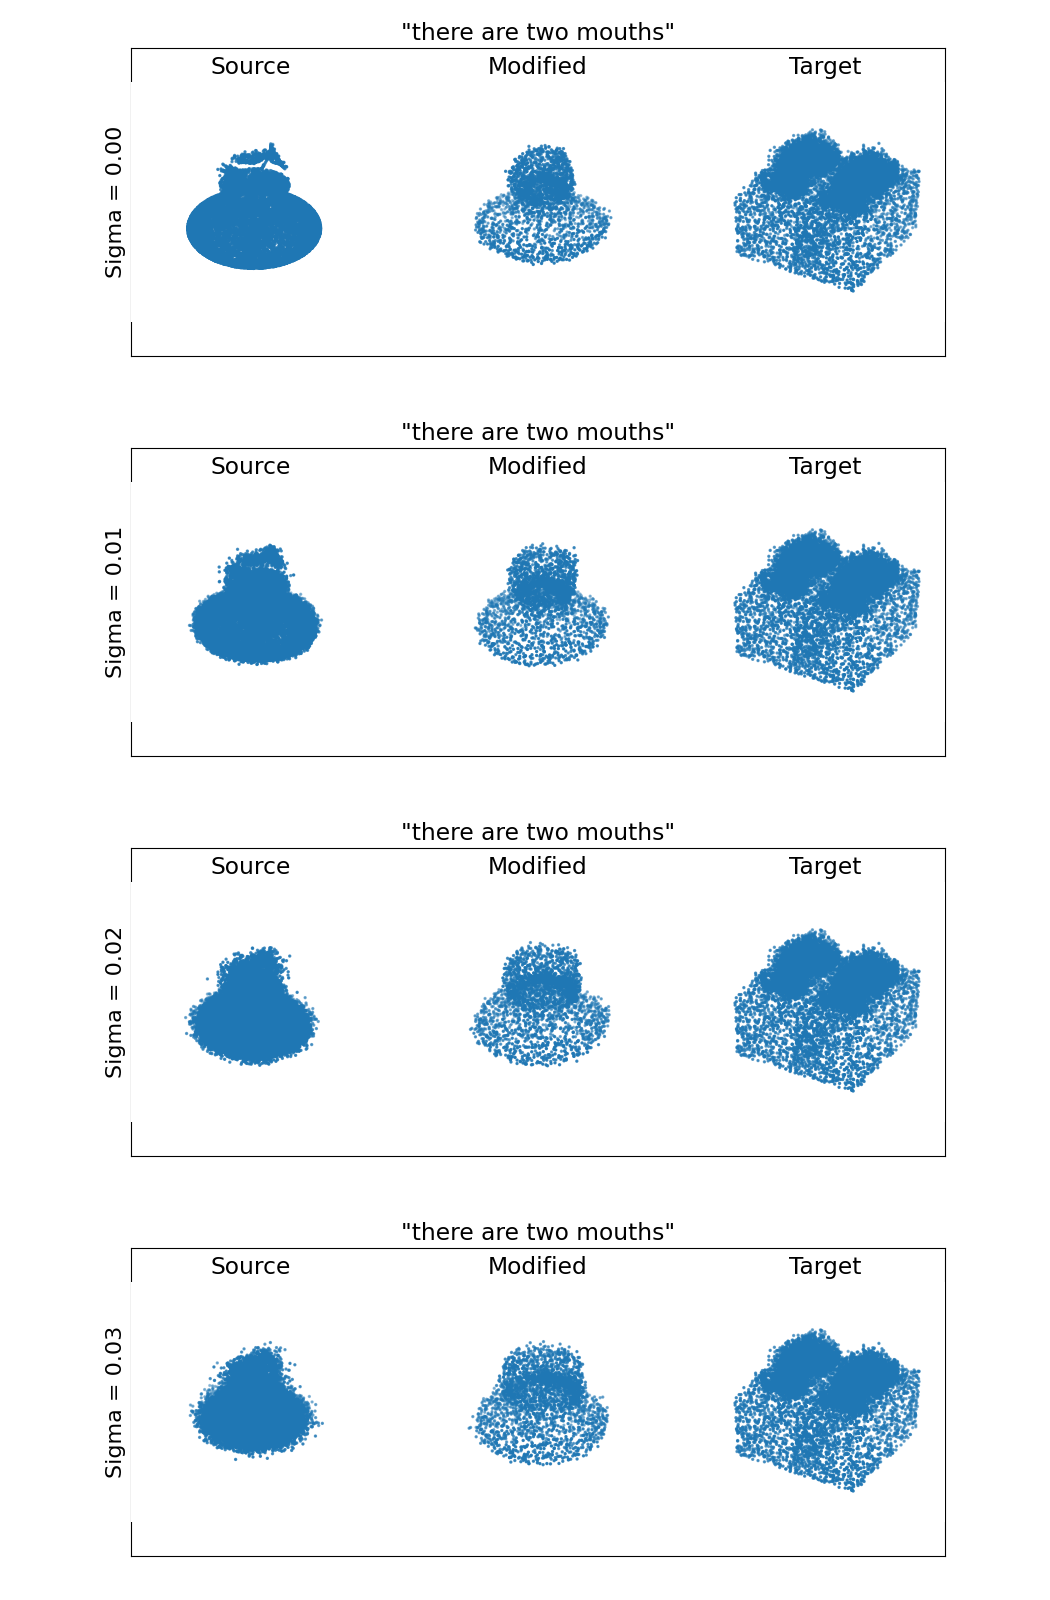 "there are two mouths"
Source Modified Target
Sigma = 0.00
"there are two mouths"
Source Modified Target
Sigma = 0.01
"there are two mouths"
Source Modified Target
Sigma = 0.02
"there are two mouths"
Source Modified Target
Sigma = 0.03